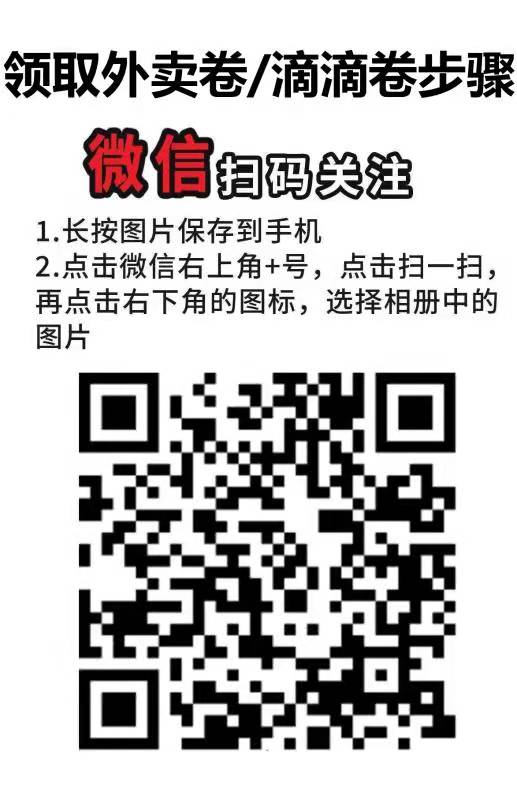 领取外卖卷/滴滴卷步骤
微信扫码关注
1.长按图片保存到手机
2.点击微信右上角+号，点击扫一扫，
再点击右下角的图标，选择相册中的
图片